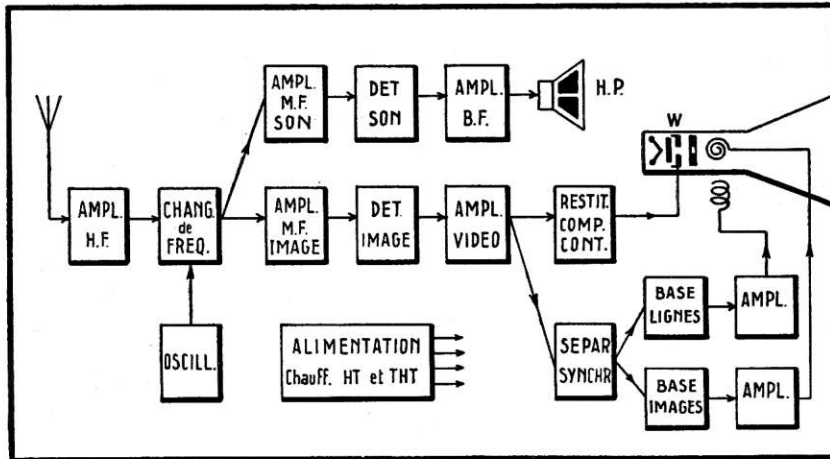 AMPL.
M.F.
SON
DET
SON
AMPL.
B.F.
H.P.
W
AMPL.
H.F.
CHANG.
de
FREQ.
AMPL.
M.F.
IMAGE
DET.
IMAGE
AMPL.
VIDEO
RESTIT.
COMP.
CONT.
OSCILL.
ALIMENTATION
Chauff. HT et THT
SEPAR
SYNCHR
BASE
LIGNES
AMPL.
BASE
IMAGES
AMPL.